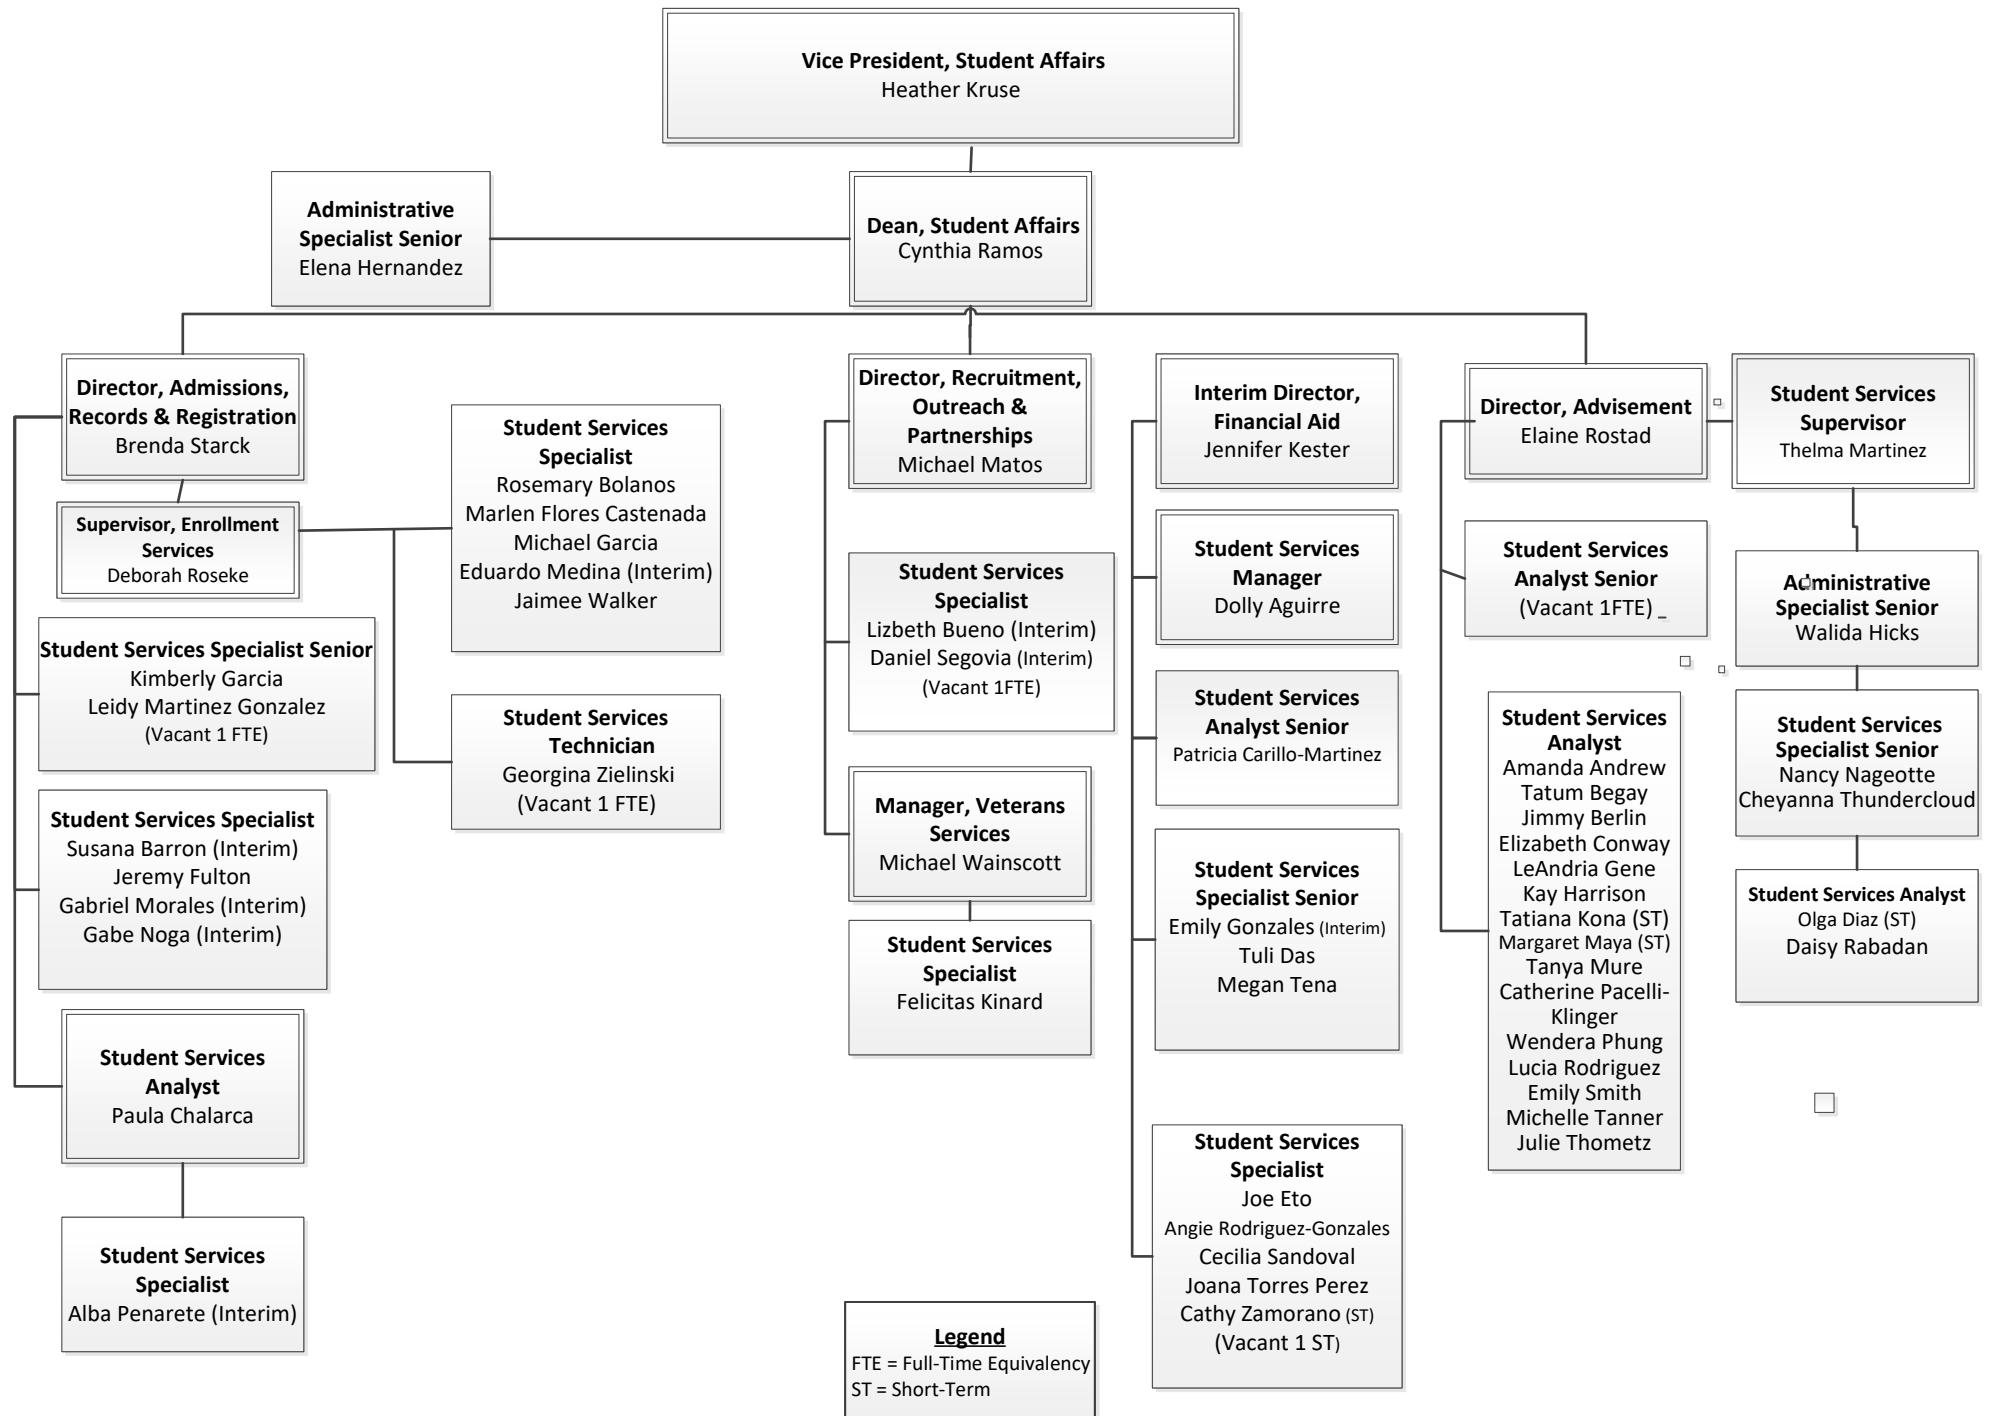 Vice President, Student Affairs
Heather Kruse
Administrative
Specialist Senior
Elena Hernandez
Dean, Student Affairs
Cynthia Ramos
Director, Admissions,
Records & Registration
Brenda Starck
Supervisor, Enrollment
Services
Deborah Roseke
Student Services Specialist Senior
Kimberly Garcia
Leidy Martinez Gonzalez
(Vacant 1 FTE)
Student Services Specialist
Susana Barron (Interim)
Jeremy Fulton
Gabriel Morales (Interim)
Gabe Noga (Interim)
Student Services
Analyst
Paula Chalarca
Student Services
Specialist
Alba Penarete (Interim)
Student Services
Specialist
Rosemary Bolanos
Marlen Flores Castenada
Michael Garcia
Eduardo Medina (Interim)
Jaimee Walker
Student Services
Technician
Georgina Zielinski
(Vacant 1 FTE)
Director, Recruitment,
Outreach &
Partnerships
Michael Matos
Student Services
Specialist
Lizbeth Bueno (Interim)
Daniel Segovia (Interim)
(Vacant 1FTE)
Manager, Veterans
Services
Michael Wainscott
Student Services
Specialist
Felicitas Kinard
Interim Director,
Financial Aid
Jennifer Kester
Student Services
Manager
Dolly Aguirre
Student Services
Analyst Senior
Patricia Carillo-Martinez
Student Services
Specialist Senior
Emily Gonzales (Interim)
Tuli Das
Megan Tena
Student Services
Specialist
Joe Eto
Angie Rodriguez-Gonzales
Cecilia Sandoval
Joana Torres Perez
Cathy Zamorano (ST)
(Vacant 1 ST)
Director, Advisement
Elaine Rostad
Student Services
Analyst Senior
(Vacant 1FTE) _
Student Services
Analyst
Amanda Andrew
Tatum Begay
Jimmy Berlin
Elizabeth Conway
LeAndria Gene
Kay Harrison
Tatiana Kona (ST)
Margaret Maya (ST)
Tanya Mure
Catherine Pacelli-
Klinger
Wendera Phung
Lucia Rodriguez
Emily Smith
Michelle Tanner
Julie Thometz
Student Services
Supervisor
Thelma Martinez
Administrative
Specialist Senior
Walida Hicks
Student Services
Specialist Senior
Nancy Nageotte
Cheyanna Thundercloud
Student Services Analyst
Olga Diaz (ST)
Daisy Rabadan
Legend
FTE = Full-Time Equivalency
ST = Short-Term